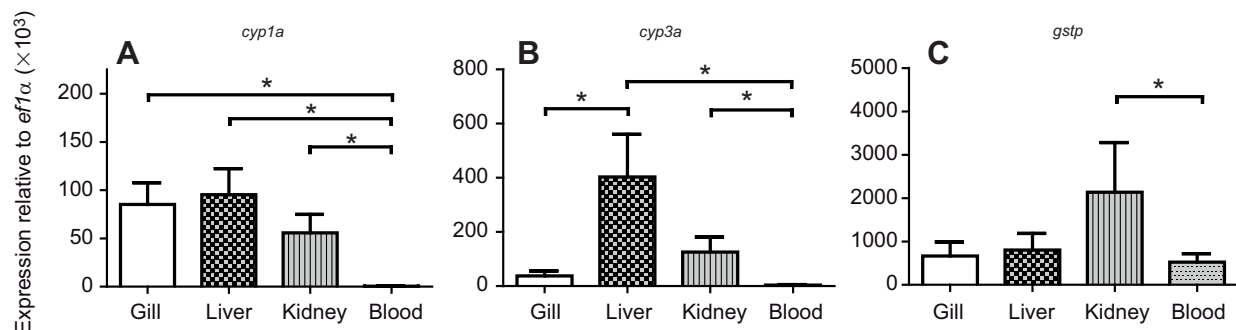 Expression relative to ef1α (×10³)
A
cyp1a
200
150
100
50
0
*
*
*
Gill Liver Kidney Blood
B
cyp3a
800
600
400
200
0
*
*
*
Gill Liver Kidney Blood
C
gstp
5000
4000
3000
2000
1000
0
*
Gill Liver Kidney Blood